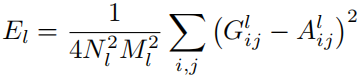 E_l = \frac{1}{4N_l^2 M_l^2} \sum_{i,j} \left( G_{ij}^l - A_{ij}^l \right)^2